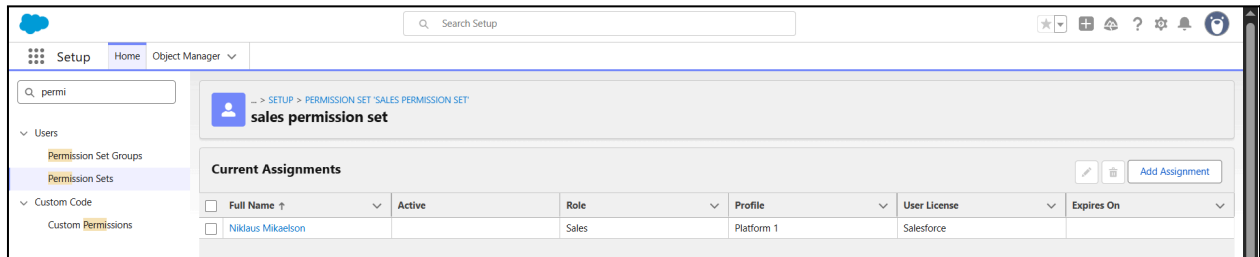 Search Setup
Setup Home Object Manager
permi
... > SETUP > PERMISSION SET 'SALES PERMISSION SET'
sales permission set
Users
Permission Set Groups
Permission Sets
Custom Code
Custom Permissions
Current Assignments
Add Assignment
Full Name ↑ Active Role Profile User License Expires On
Niklaus Mikaelson Sales Platform 1 Salesforce